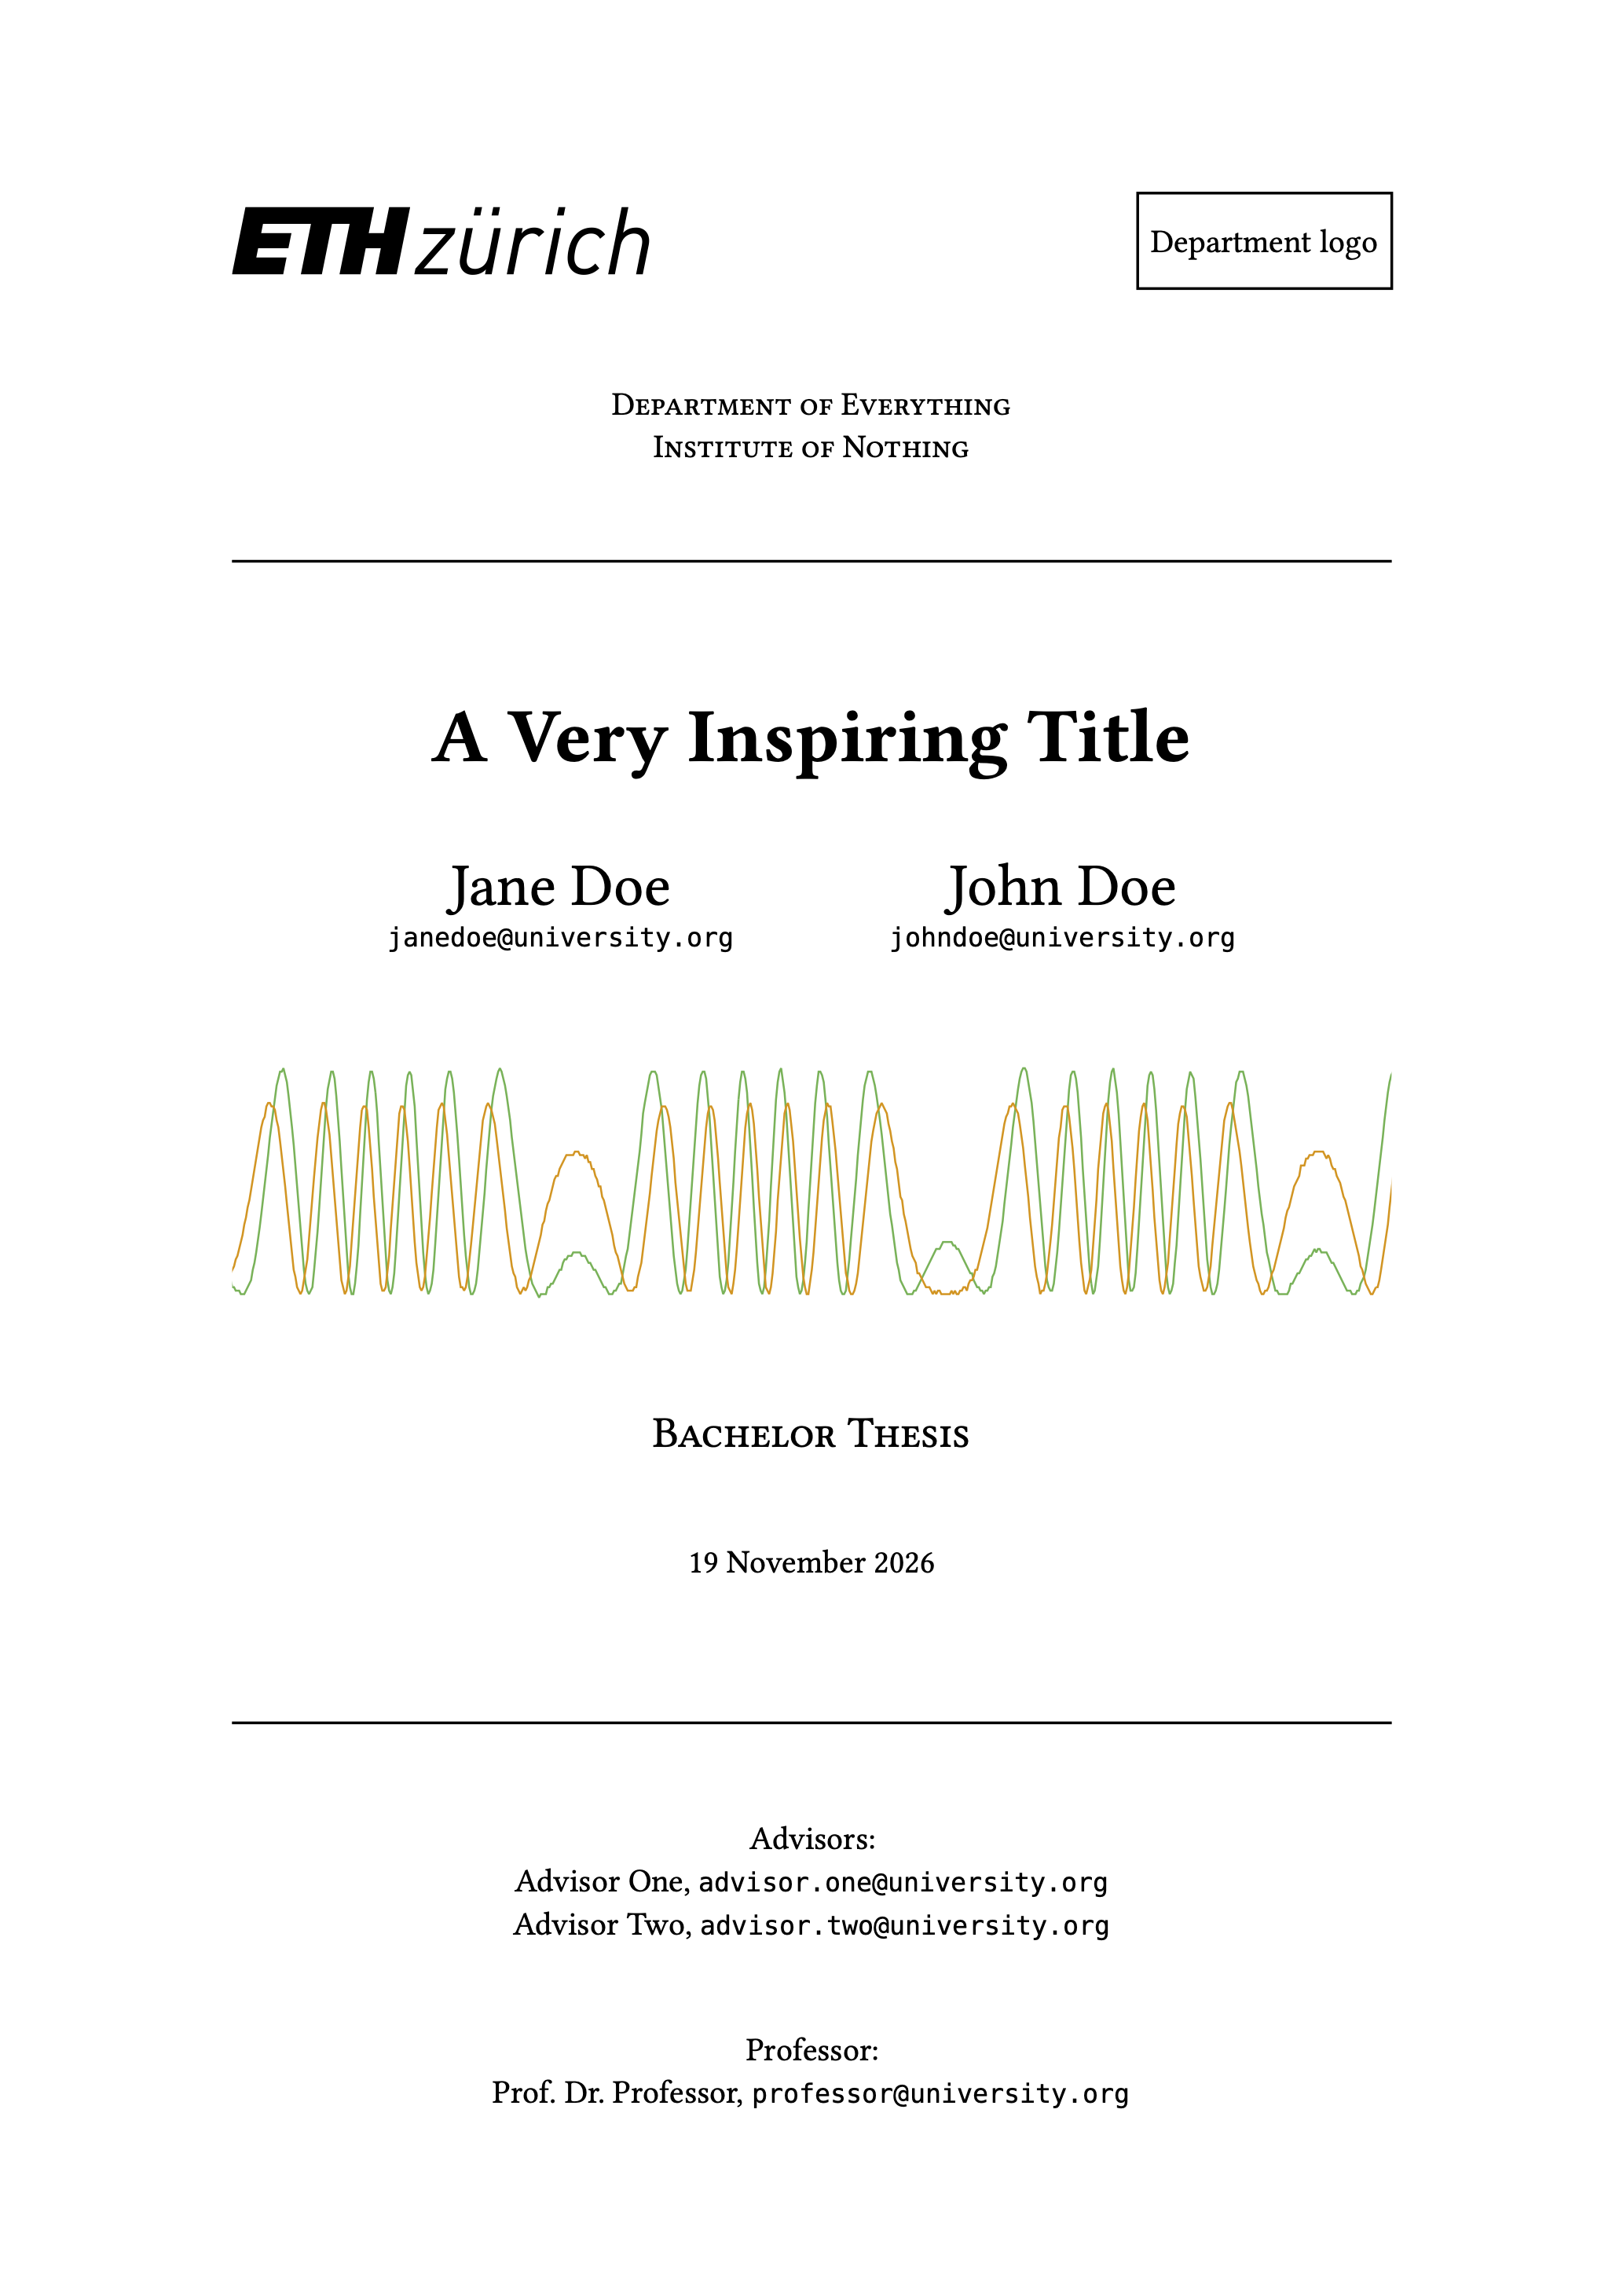 ETH zürich
Department logo
Department of Everything
Institute of Nothing
A Very Inspiring Title
Jane Doe
John Doe
janedoe@university.org
johndoe@university.org
Bachelor Thesis
19 November 2026
Advisors:
Advisor One, advisor.one@university.org
Advisor Two, advisor.two@university.org
Professor:
Prof. Dr. Professor, professor@university.org